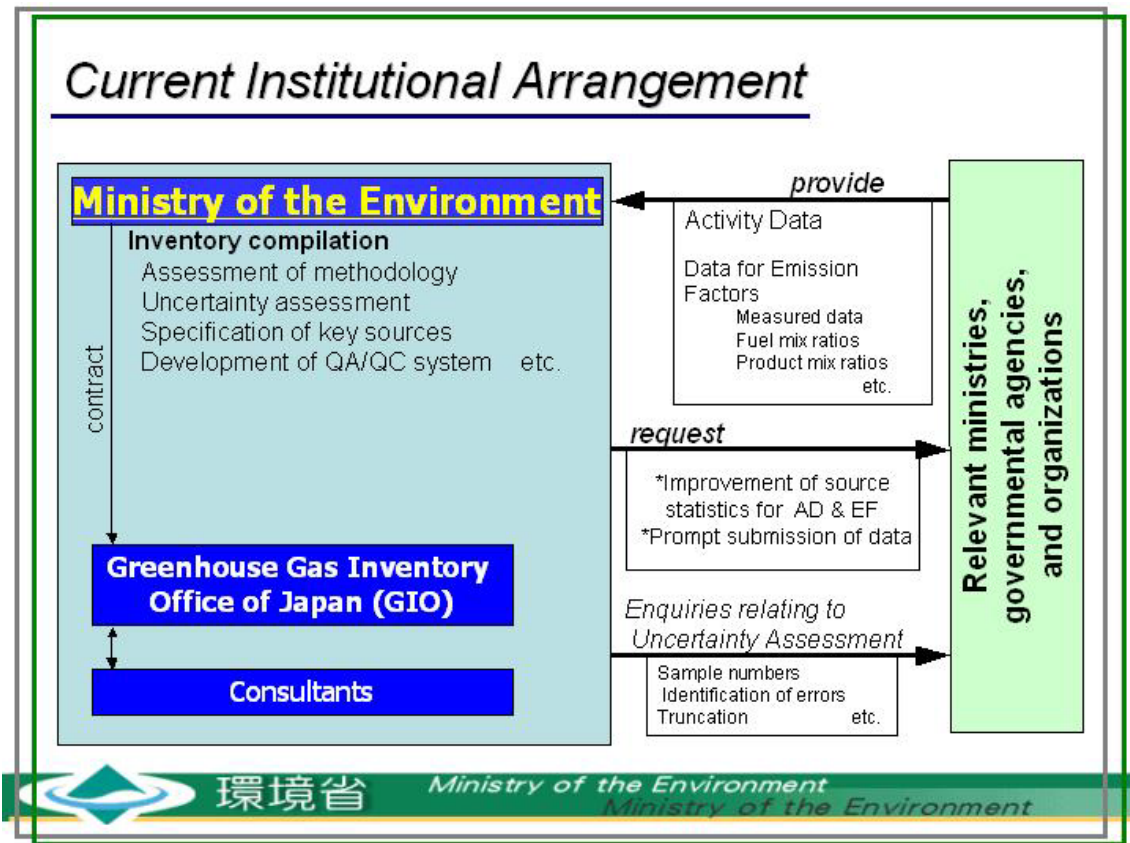 Current Institutional Arrangement
Ministry of the Environment
Inventory compilation
Assessment of methodology
Uncertainty assessment
Specification of key sources
Development of QA/QC system etc.
contract
Greenhouse Gas Inventory
Office of Japan (GIO)
Consultants
provide
Activity Data
Data for Emission
Factors
Measured data
Fuel mix ratios
Product mix ratios
etc.
request
*Improvement of source
statistics for AD & EF
*Prompt submission of data
Enquiries relating to
Uncertainty Assessment
Sample numbers
Identification of errors
Truncation etc.
Relevant ministries,
governmental agencies,
and organizations
環境省
Ministry of the Environment
Ministry of the Environment